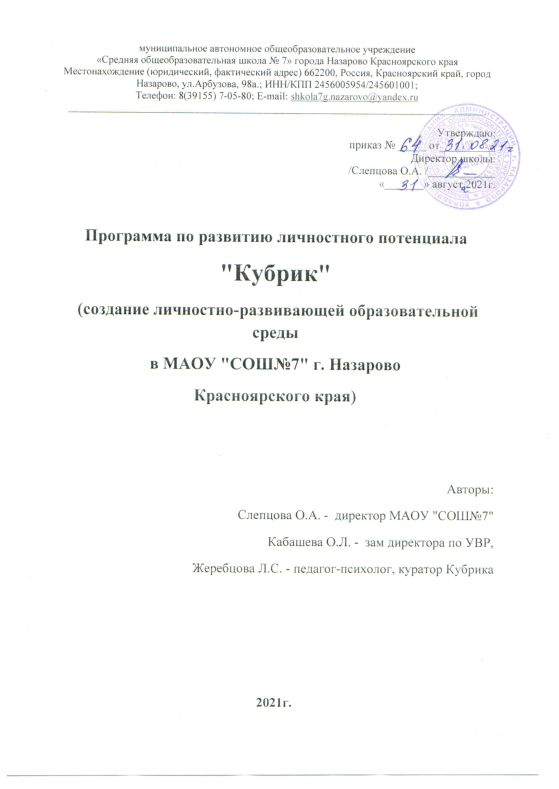 муниципальное автономное общеобразовательное учреждение
«Средняя общеобразовательная школа № 7» города Назарово Красноярского края
Местонахождение (юридический, фактический адрес) 662200, Россия, Красноярский край, город
Назарово, ул.Арбузова, 98а.; ИНН/КПП 2456005954/245601001;
Телефон: 8(39155) 7-05-80; E-mail: shkola7g.nazarovo@yandex.ru
Утверждаю:
приказ № 64 от 31.08.21г
Директор школы:
/Слепцова О.А. /
« 31 » август 2021г.
Программа по развитию личностного потенциала
"Кубрик"
(создание личностно-развивающей образовательной
среды
в МАОУ "СОШ№7" г. Назарово
Красноярского края)
Авторы:
Слепцова О.А. - директор МАОУ "СОШ№7"
Кабашева О.Л. - зам директора по УВР,
Жеребцова Л.С. - педагог-психолог, куратор Кубрика
2021г.